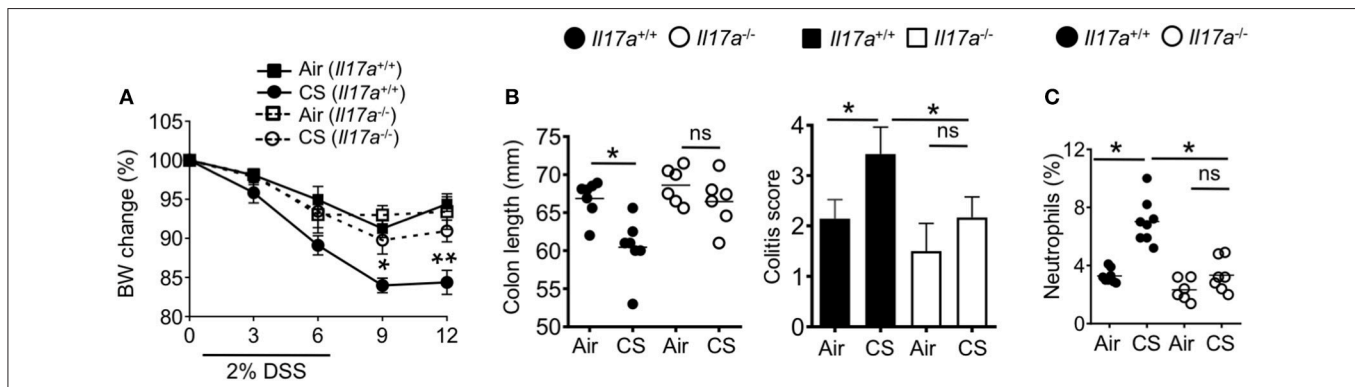 Il17a+/+ Il17a-/- Il17a+/+ Il17a-/- Il17a+/+ Il17a-/-
A
Air (Il17a+/+)
CS (Il17a+/+)
Air (Il17a-/-)
CS (Il17a-/-)
BW change (%)
105
100
95
90
85
80
* **
0 3 6 9 12
2% DSS
B
Colon length (mm)
75
70
65
60
55
50
* ns
Air CS Air CS
Colitis score
4
3
2
1
0
* *
ns
Air CS Air CS
C
Neutrophils (%)
12
8
4
0
* *
ns
Air CS Air CS